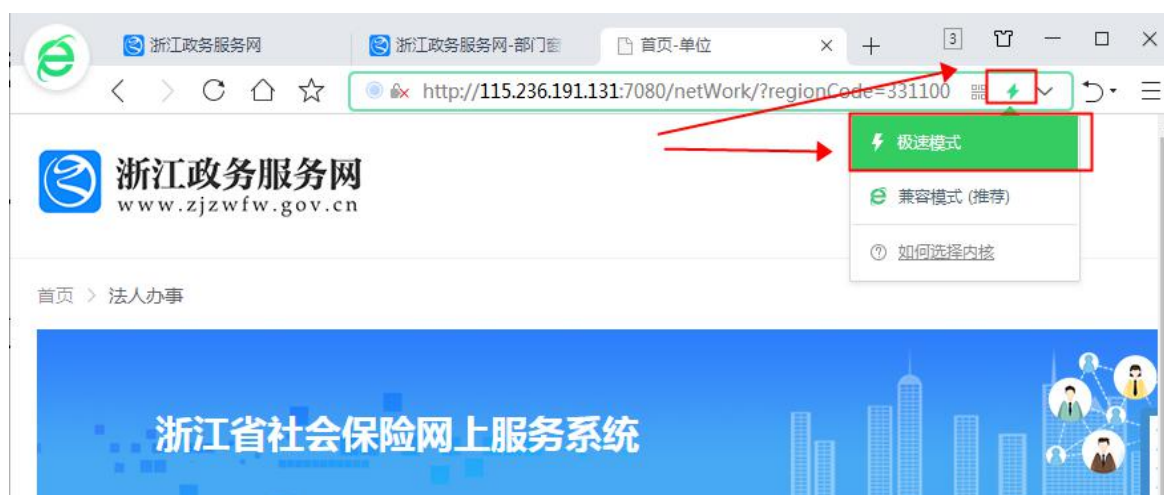 浙江政务服务网
浙江政务服务网-部门窗
首页-单位
3
http://115.236.191.131:7080/netWork/?regionCode=331100
极速模式
兼容模式 (推荐)
如何选择内核
浙江政务服务网
www.zjzwfw.gov.cn
首页 > 法人办事
浙江省社会保险网上服务系统